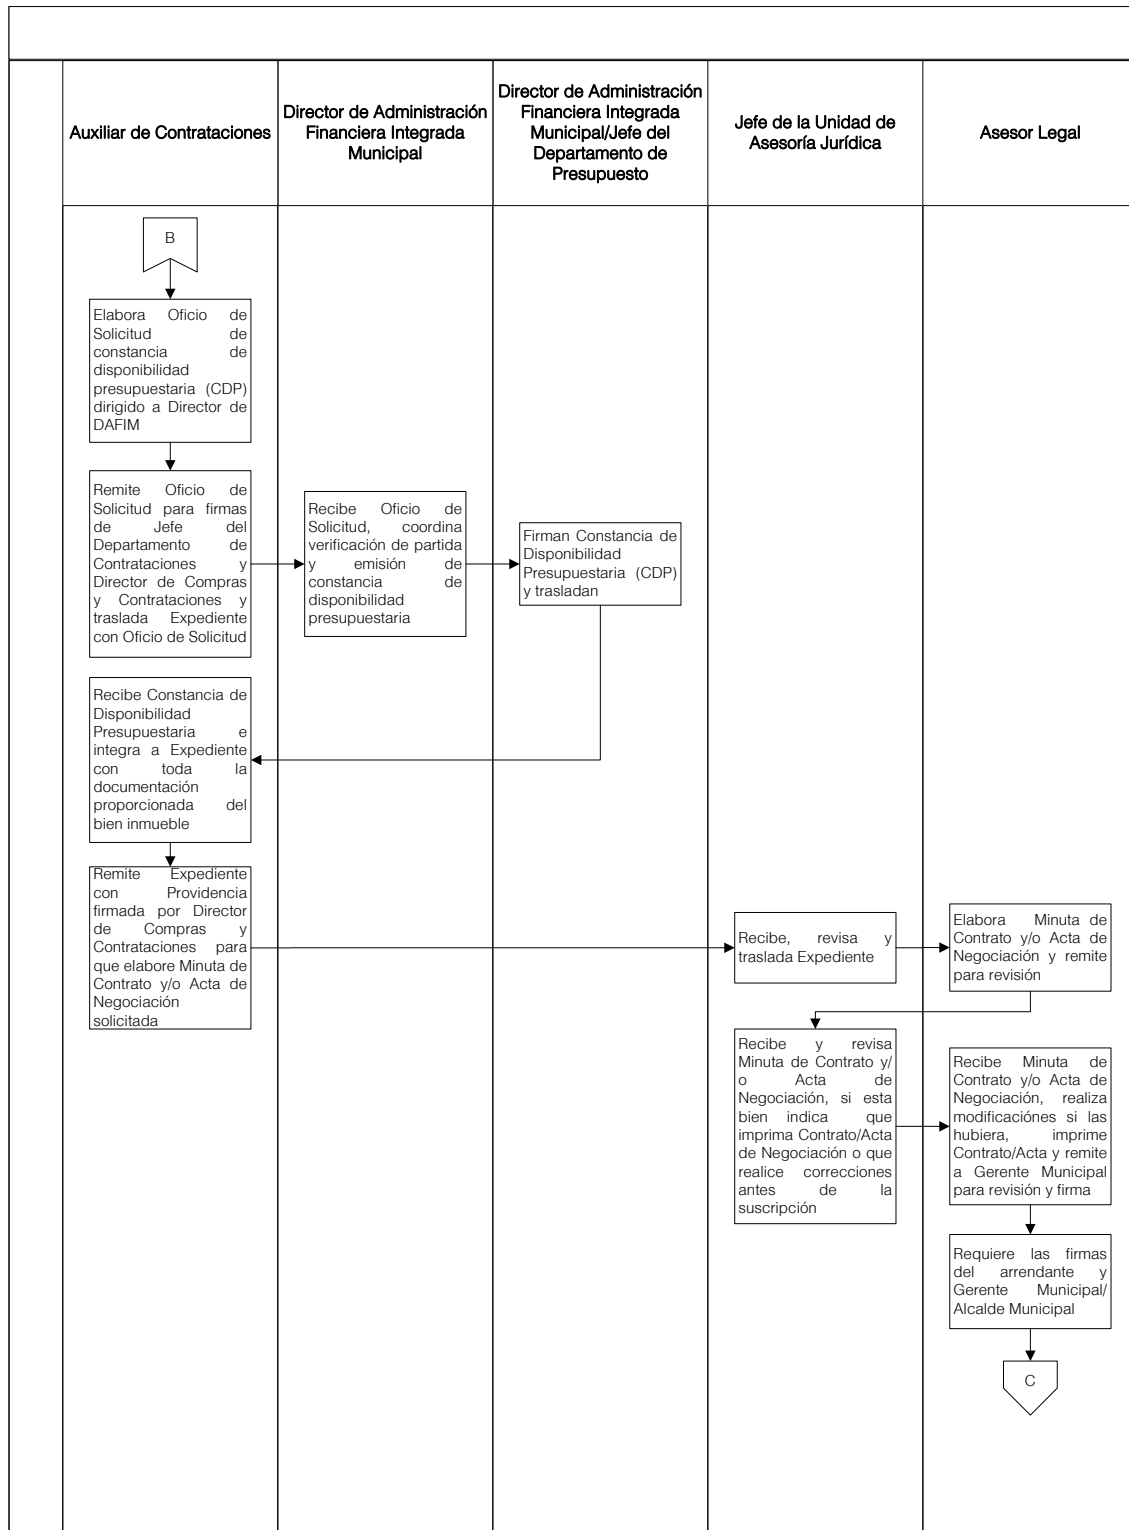 Auxiliar de Contrataciones
Director de Administración
Financiera Integrada
Municipal
Director de Administración
Financiera Integrada
Municipal/Jefe del
Departamento de
Presupuesto
Jefe de la Unidad de
Asesoría Jurídica
Asesor Legal
B
Elabora Oficio de
Solicitud de
constancia de
disponibilidad
presupuestaria (CDP)
dirigido a Director de
DAFIM
Remite Oficio de
Solicitud para firmas
de Jefe del
Departamento de
Contrataciones y
Director de Compras
y Contrataciones y
traslada Expediente
con Oficio de Solicitud
Recibe Oficio de
Solicitud, coordina
verificación de partida
y emisión de
constancia de
disponibilidad
presupuestaria
Firman Constancia de
Disponibilidad
Presupuestaria (CDP)
y trasladan
Recibe Constancia de
Disponibilidad
Presupuestaria e
integra a Expediente
con toda la
documentación
proporcionada del
bien inmueble
Remite Expediente
con Providencia
firmada por Director
de Compras y
Contrataciones para
que elabore Minuta de
Contrato y/o Acta de
Negociación
solicitada
Recibe, revisa y
traslada Expediente
Elabora Minuta de
Contrato y/o Acta de
Negociación y remite
para revisión
Recibe y revisa
Minuta de Contrato y/
o Acta de
Negociación, si esta
bien indica que
imprima Contrato/Acta
de Negociación o que
realice correcciones
antes de la
suscripción
Recibe Minuta de
Contrato y/o Acta de
Negociación, realiza
modificaciónes si las
hubiera, imprime
Contrato/Acta y remite
a Gerente Municipal
para revisión y firma
Requiere las firmas
del arrendante y
Gerente Municipal/
Alcalde Municipal
C